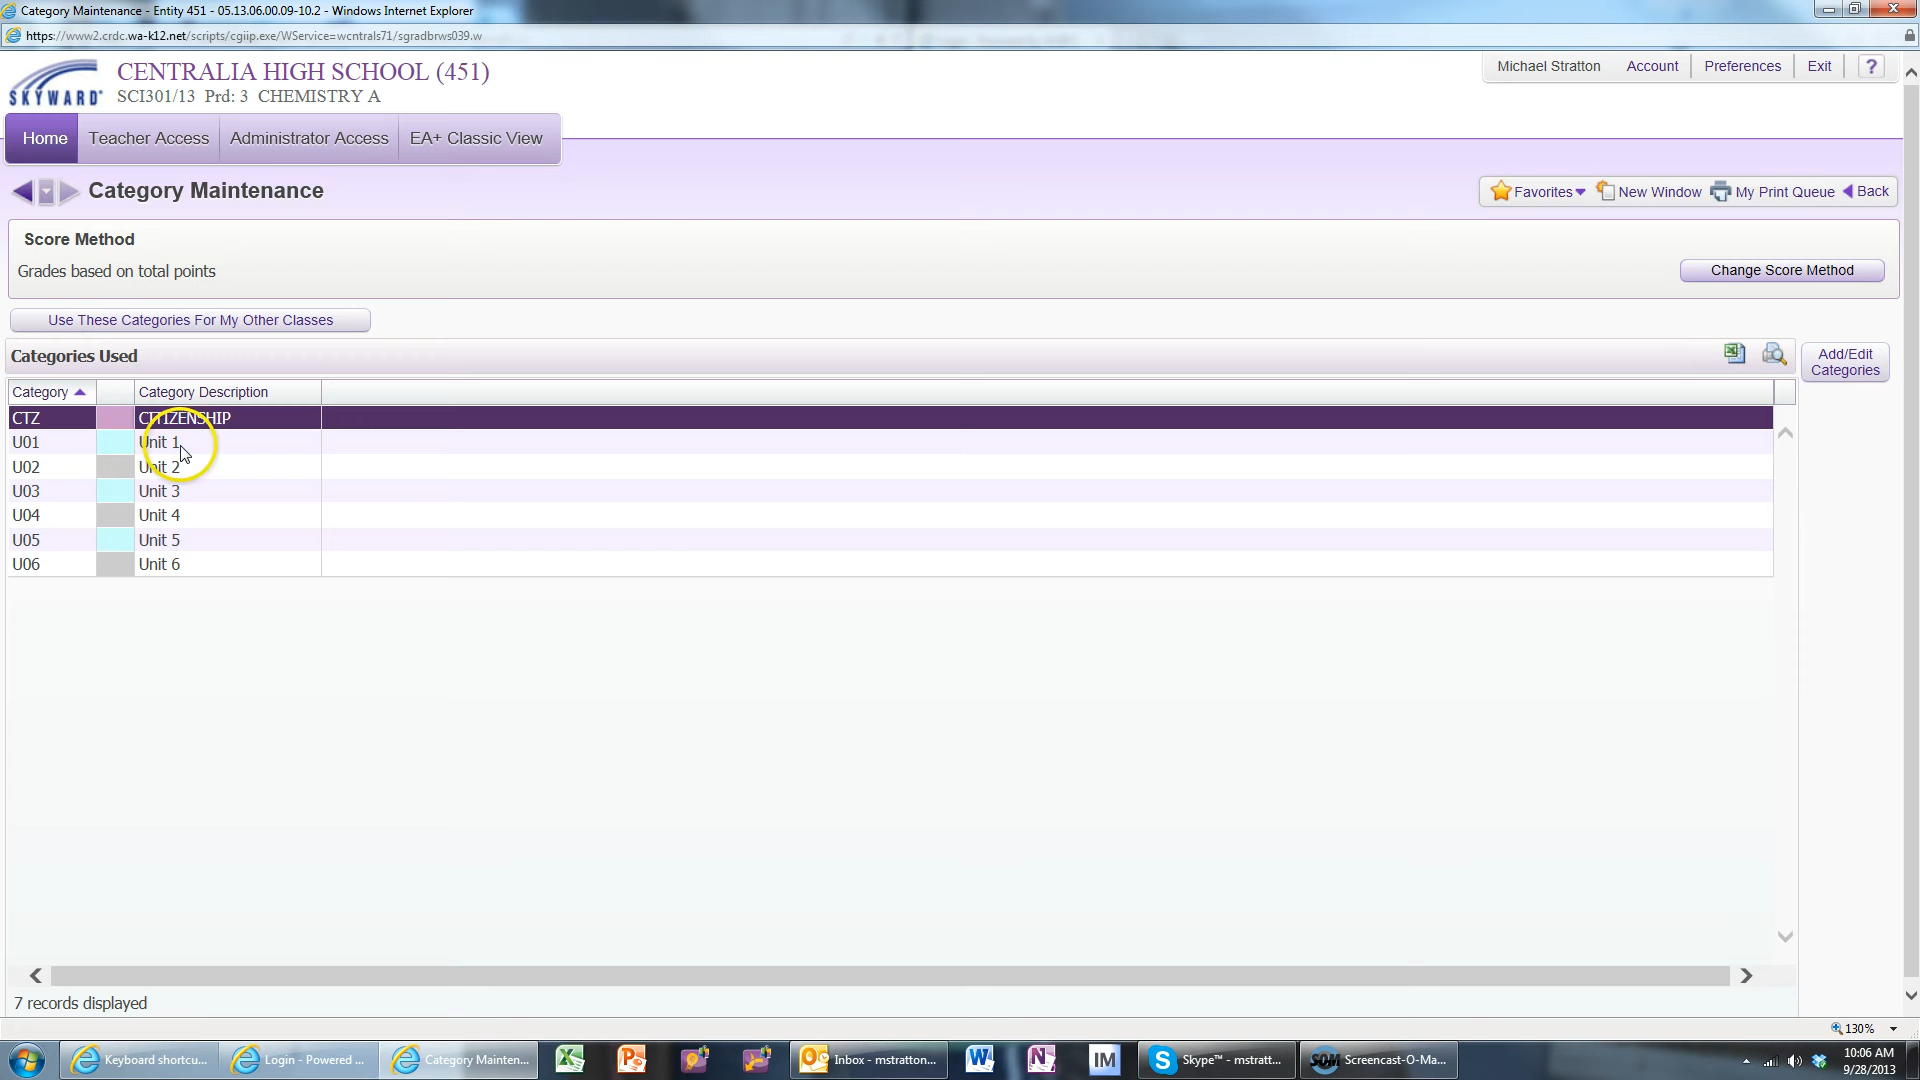 Category Maintenance - Entity 451 - 05.13.06.00.09-10.2 - Windows Internet Explorer
https://www2.crdc.wa-k12.net/scripts/cgiip.exe/WService=wcntrals71/sgradbrws039.w
SKYWARD
CENTRALIA HIGH SCHOOL (451)
SCI301/13 Prd: 3 CHEMISTRY A
Michael Stratton Account Preferences Exit ?
Home Teacher Access Administrator Access EA+ Classic View
Category Maintenance
Favorites New Window My Print Queue Back
Score Method
Grades based on total points
Change Score Method
Use These Categories For My Other Classes
Categories Used
Add/Edit
Categories
Category Category Description
CTZ CITIZENSHIP
U01 Unit 1
U02 Unit 2
U03 Unit 3
U04 Unit 4
U05 Unit 5
U06 Unit 6
7 records displayed
130%
Keyboard shortcu... Login - Powered ... Category Mainten... Inbox - mstratton... IM Skype™ - mstratt... SOM Screencast-O-Ma...
10:06 AM
9/28/2013